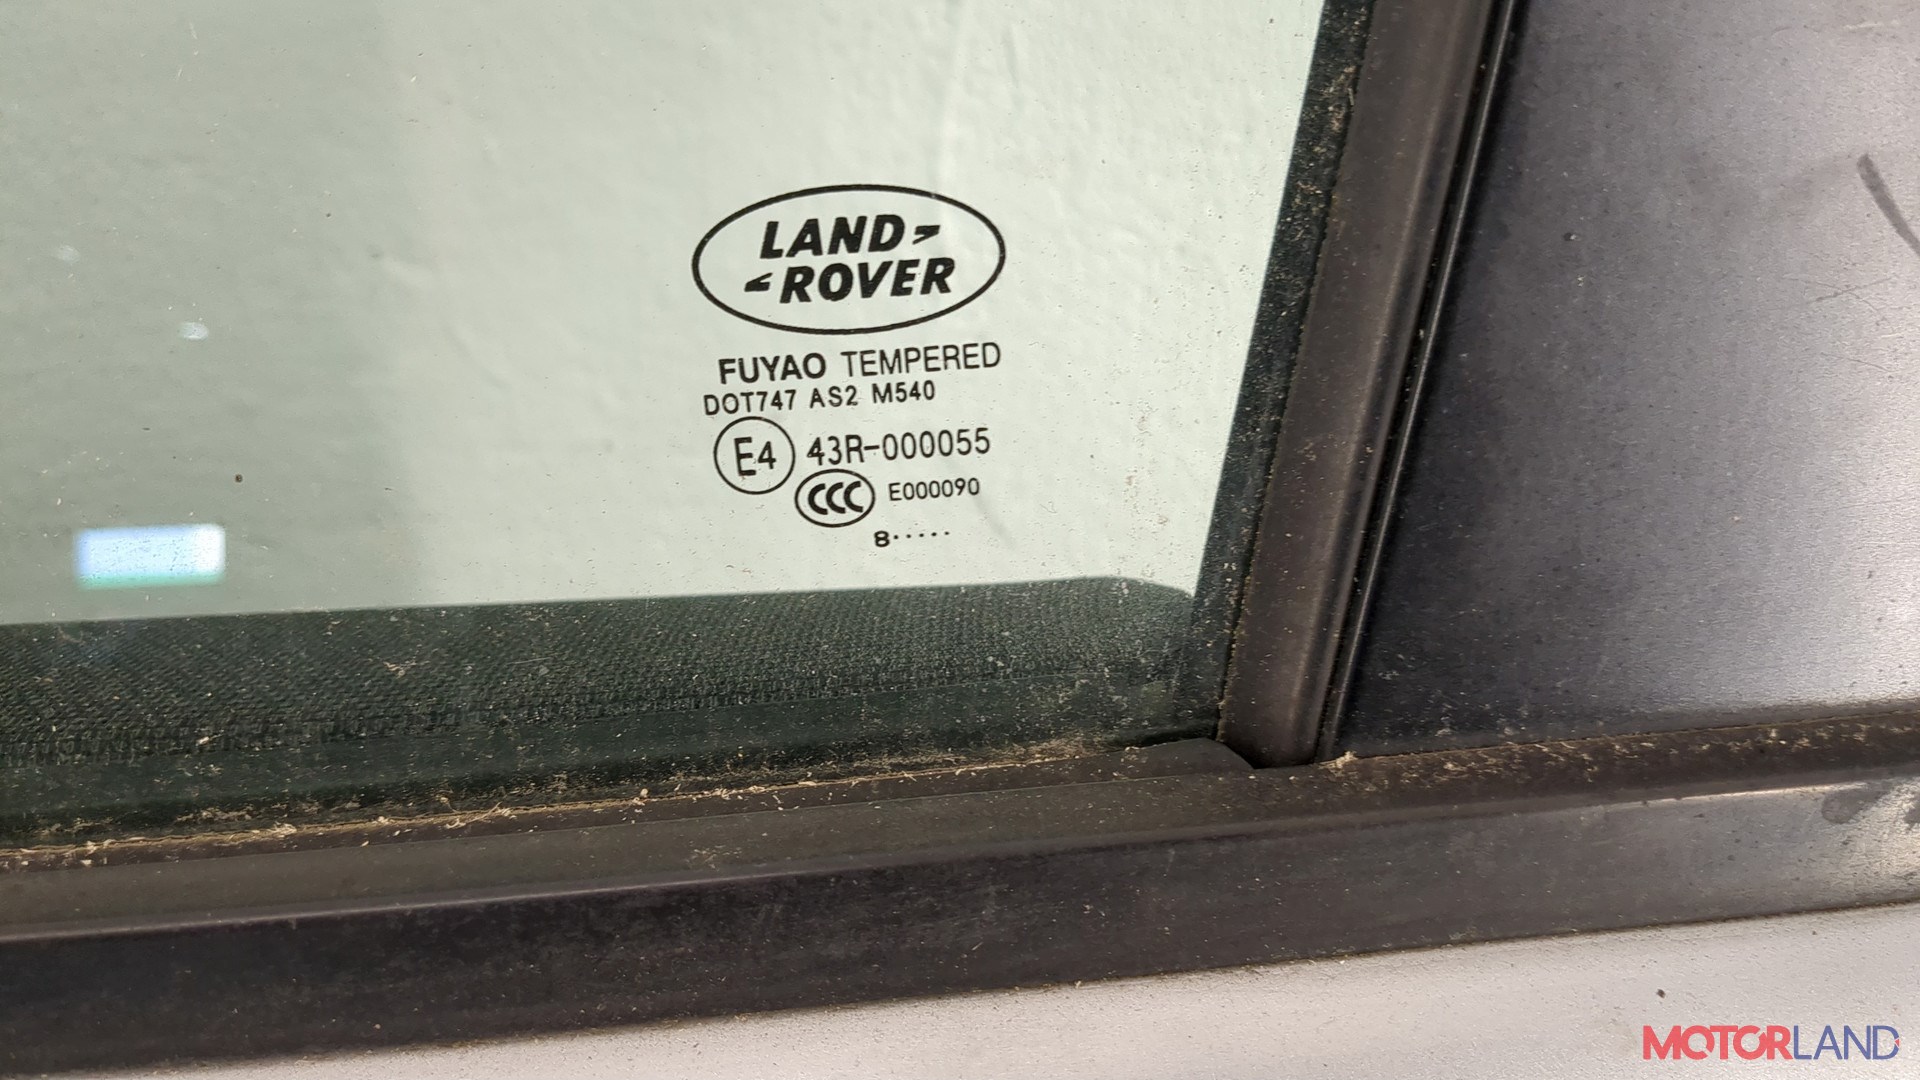 LAND
ROVER
FUYAO TEMPERED
DOT747 AS2 M540
E4 43R-000055
CCC E000090
8·····
MOTORLAND